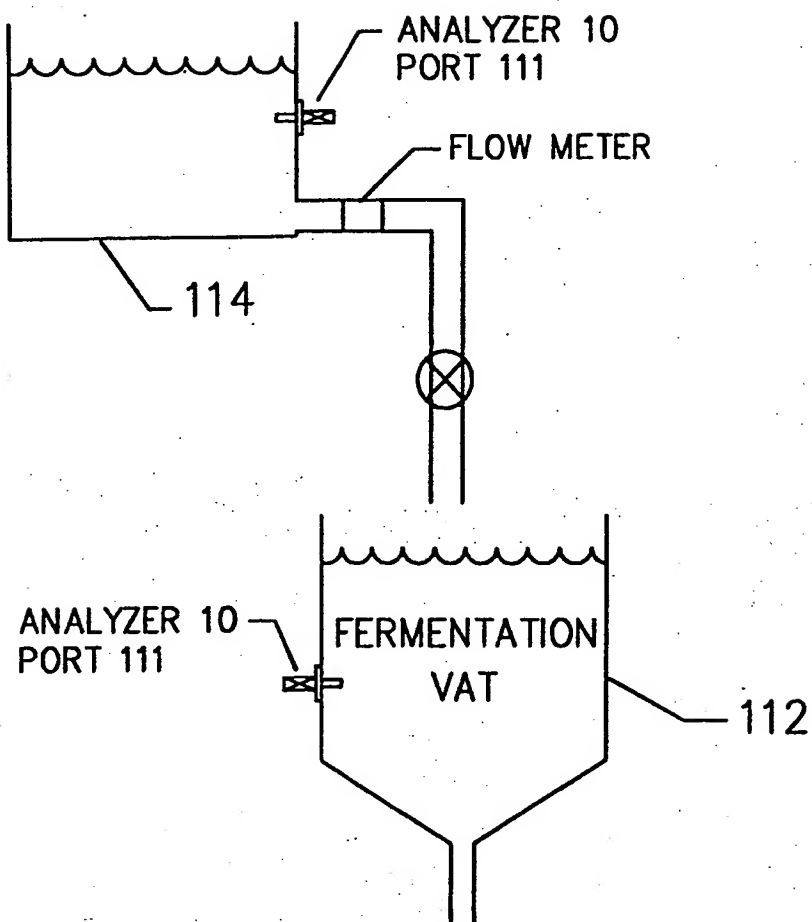 ANALYZER 10
PORT 111
FLOW METER
114
ANALYZER 10
PORT 111
FERMENTATION
VAT
112